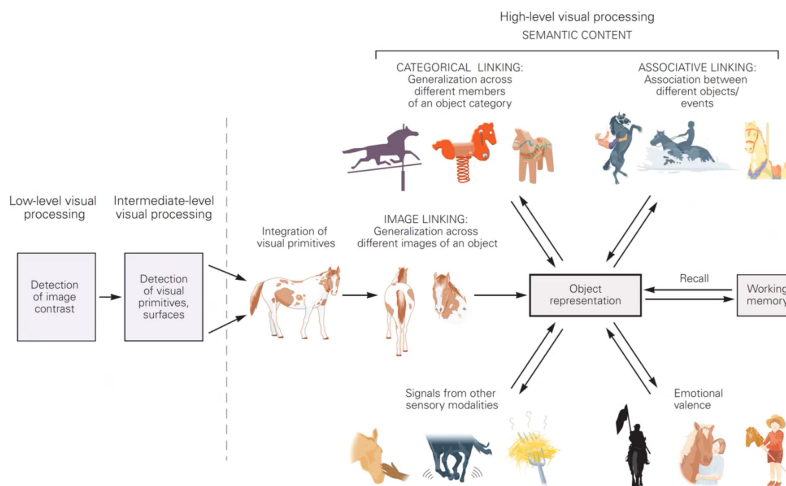 High-level visual processing
SEMANTIC CONTENT
CATEGORICAL LINKING:
Generalization across
different members
of an object category
ASSOCIATIVE LINKING:
Association between
different objects/
events
Low-level visual
processing
Intermediate-level
visual processing
Integration of
visual primitives
IMAGE LINKING:
Generalization across
different images of an object
Detection
of image
contrast
Detection
of visual
primitives,
surfaces
Object
representation
Recall
Working
memory
Signals from other
sensory modalities
Emotional
valence